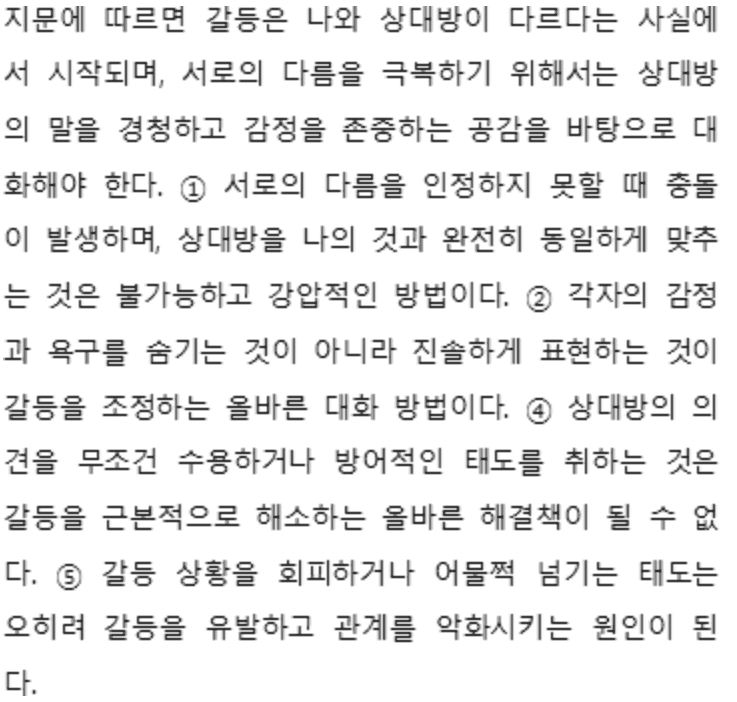 지문에 따르면 갈등은 나와 상대방이 다르다는 사실에
서 시작되며, 서로의 다름을 극복하기 위해서는 상대방
의 말을 경청하고 감정을 존중하는 공감을 바탕으로 대
화해야 한다. ① 서로의 다름을 인정하지 못할 때 충돌
이 발생하며, 상대방을 나의 것과 완전히 동일하게 맞추
는 것은 불가능하고 강압적인 방법이다. ② 각자의 감정
과 욕구를 숨기는 것이 아니라 진솔하게 표현하는 것이
갈등을 조정하는 올바른 대화 방법이다. ④ 상대방의 의
견을 무조건 수용하거나 방어적인 태도를 취하는 것은
갈등을 근본적으로 해소하는 올바른 해결책이 될 수 없
다. ⑤ 갈등 상황을 회피하거나 어물쩍 넘기는 태도는
오히려 갈등을 유발하고 관계를 악화시키는 원인이 된
다.